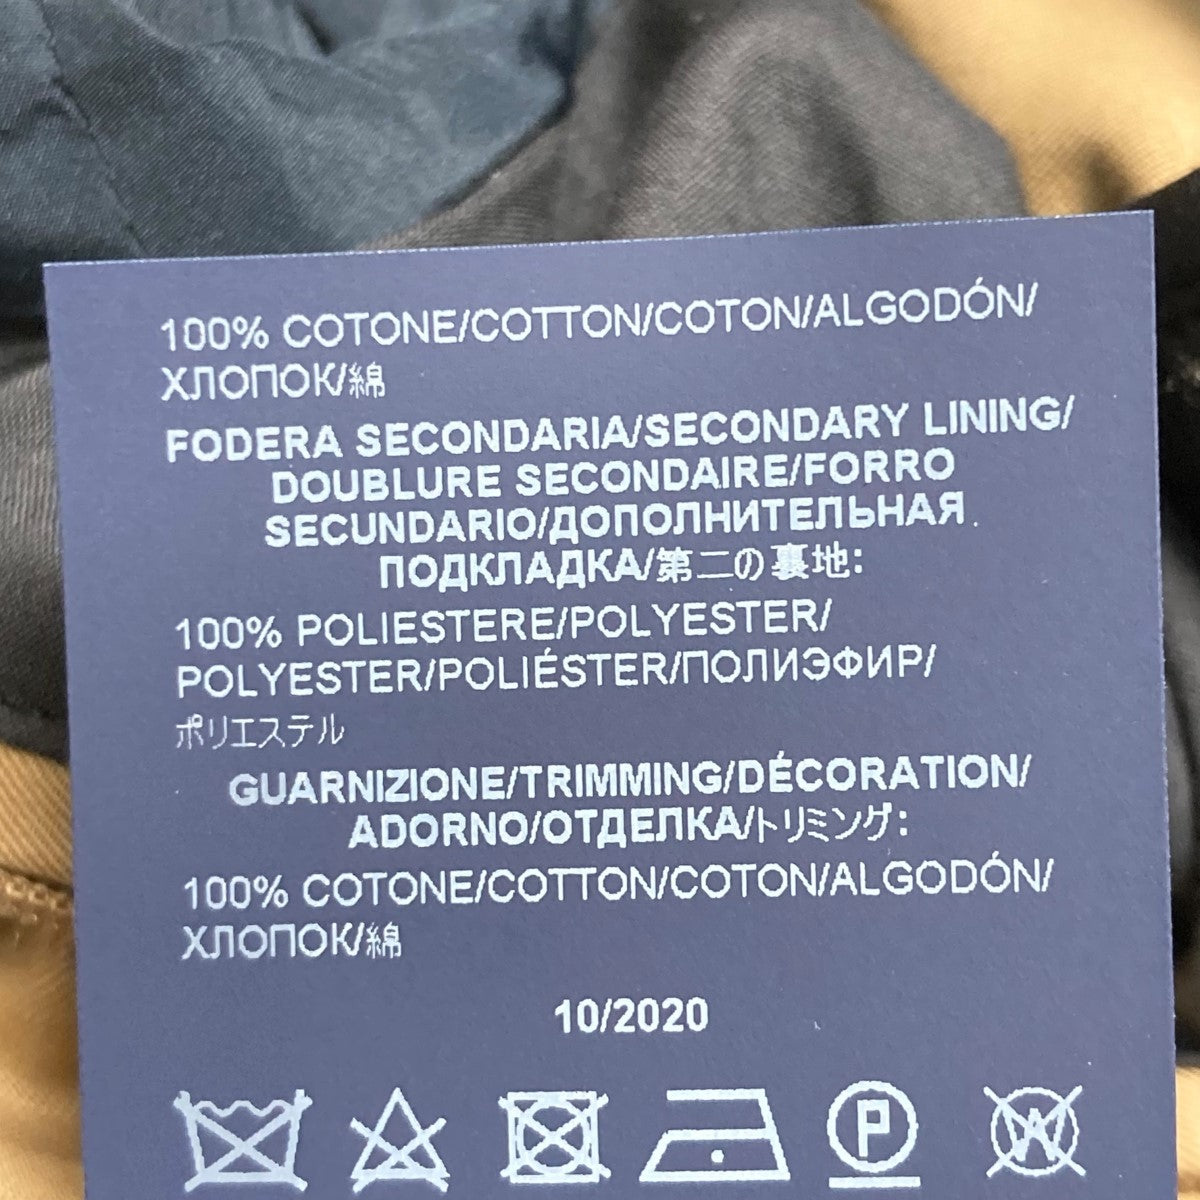 100% COTONE/COTTON/COTON/ALGODÓN/
ХЛОПОК/綿
FODERA SECONDARIA/SECONDARY LINING/
DOUBLURE SECONDAIRE/FORRO
SECUNDARIO/ДОПОЛНИТЕЛЬНАЯ
ПОДКЛАДКА/第二の裏地:
100% POLIESTERE/POLYESTER/
POLYESTER/POLIÉSTER/ПОЛИЭФИР/
ポリエステル
GUARNIZIONE/TRIMMING/DÉCORATION/
ADORNO/ОТДЕЛКА/トリミング:
100% COTONE/COTTON/COTON/ALGODÓN/
ХЛОПОК/綿
10/2020
P W